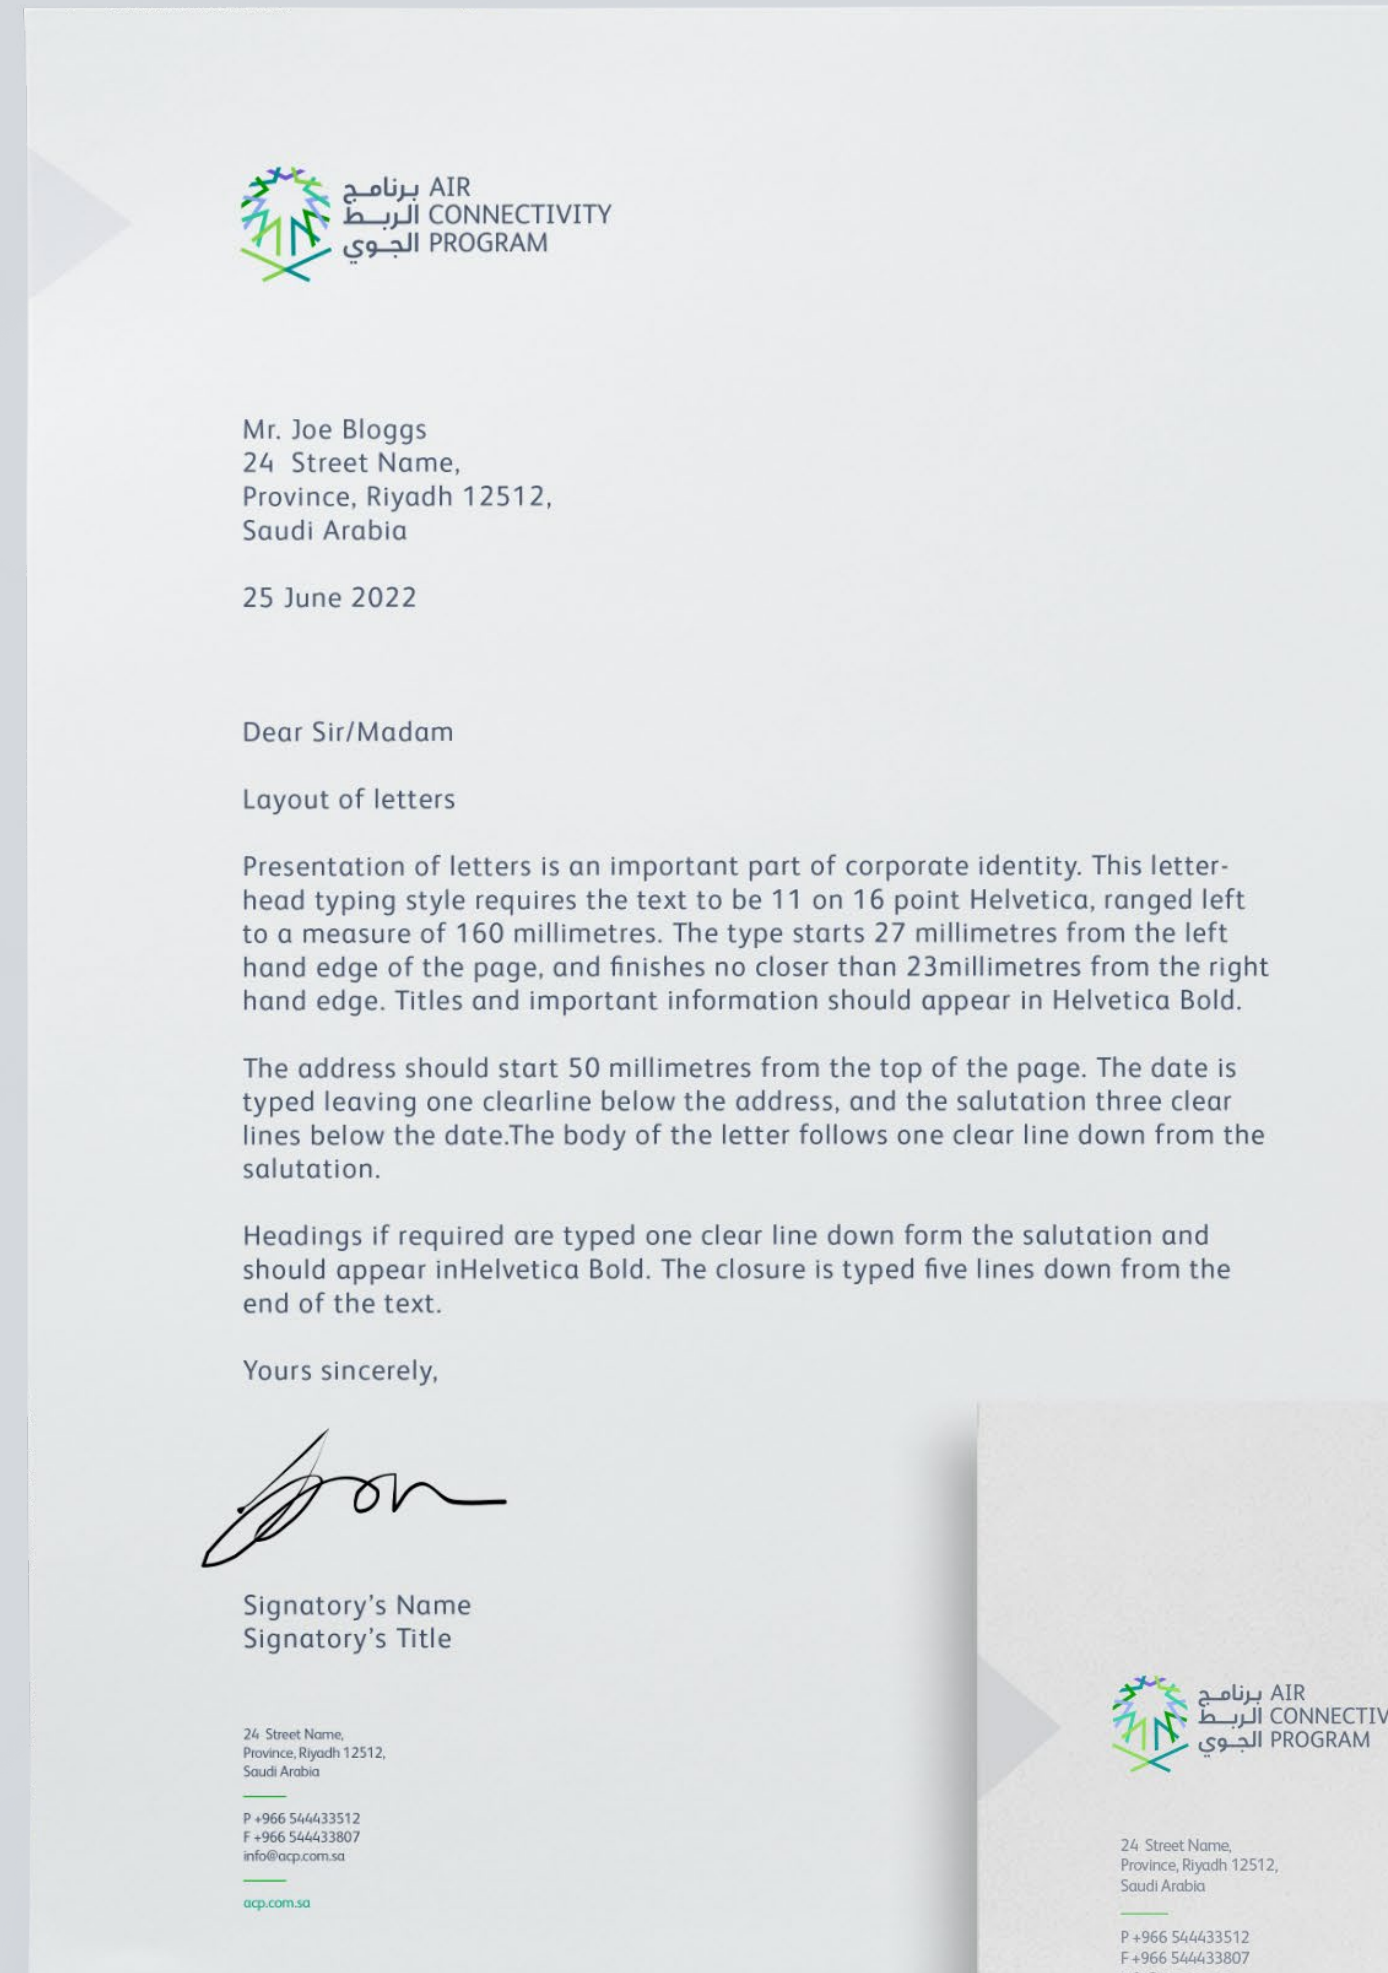 برنامج AIR
الربط CONNECTIVITY
الجوي PROGRAM
Mr. Joe Bloggs
24 Street Name,
Province, Riyadh 12512,
Saudi Arabia
25 June 2022
Dear Sir/Madam
Layout of letters
Presentation of letters is an important part of corporate identity. This letter-
head typing style requires the text to be 11 on 16 point Helvetica, ranged left
to a measure of 160 millimetres. The type starts 27 millimetres from the left
hand edge of the page, and finishes no closer than 23millimetres from the right
hand edge. Titles and important information should appear in Helvetica Bold.
The address should start 50 millimetres from the top of the page. The date is
typed leaving one clearline below the address, and the salutation three clear
lines below the date.The body of the letter follows one clear line down from the
salutation.
Headings if required are typed one clear line down form the salutation and
should appear inHelvetica Bold. The closure is typed five lines down from the
end of the text.
Yours sincerely,
Signatory's Name
Signatory's Title
24 Street Name,
Province, Riyadh 12512,
Saudi Arabia
P +966 544433512
F +966 544433807
info@acp.com.sa
acp.com.sa
برنامج AIR
الربط CONNECTIV
الجوي PROGRAM
24 Street Name,
Province, Riyadh 12512,
Saudi Arabia
P +966 544433512
F +966 544433807